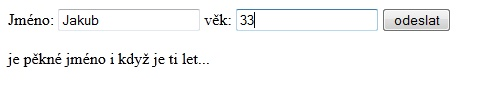 Jméno: Jakub věk: 33 odeslat
je pěkné jméno i když je ti let...